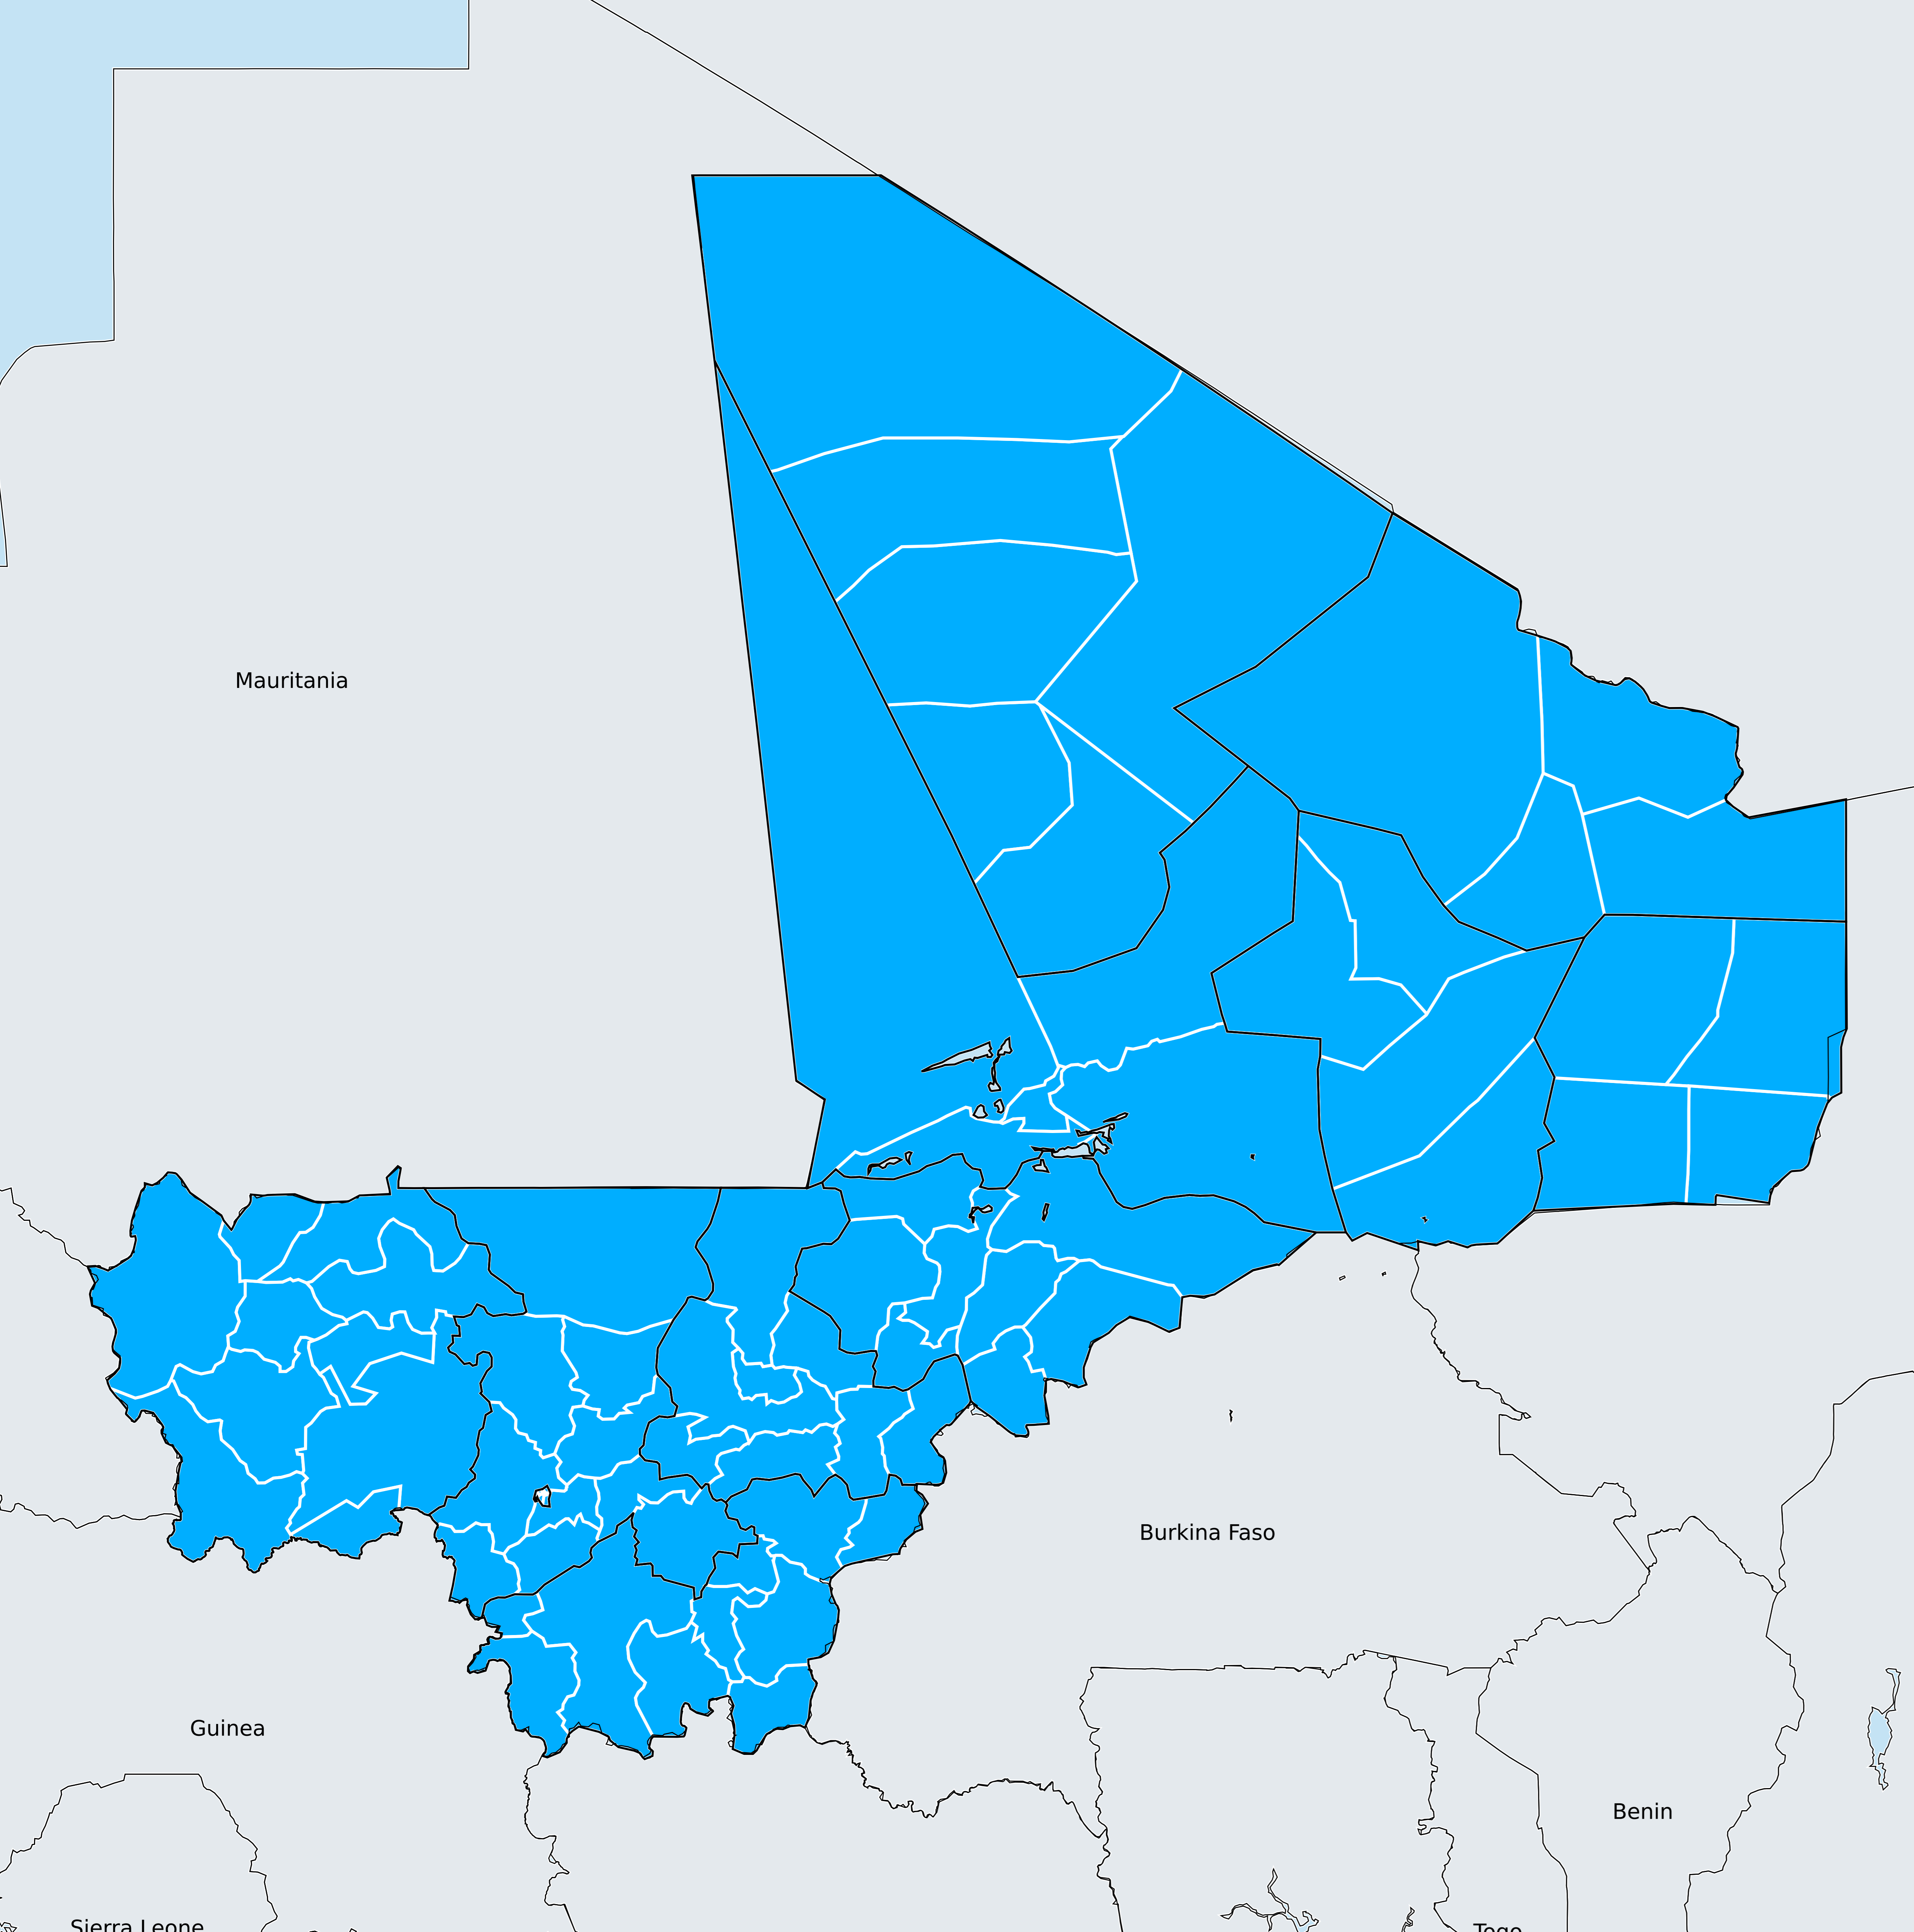 Mauritania
Burkina Faso
Guinea
Benin
Sierra Leone
Togo